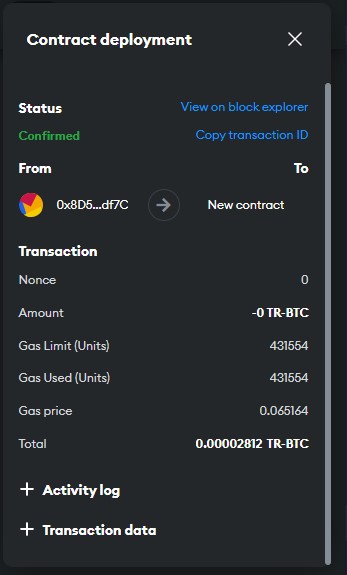 Contract deployment
Status View on block explorer
Confirmed Copy transaction ID
From To
0x8D5...df7C New contract
Transaction
Nonce 0
Amount -0 TR-BTC
Gas Limit (Units) 431554
Gas Used (Units) 431554
Gas price 0.065164
Total 0.00002812 TR-BTC
+ Activity log
+ Transaction data